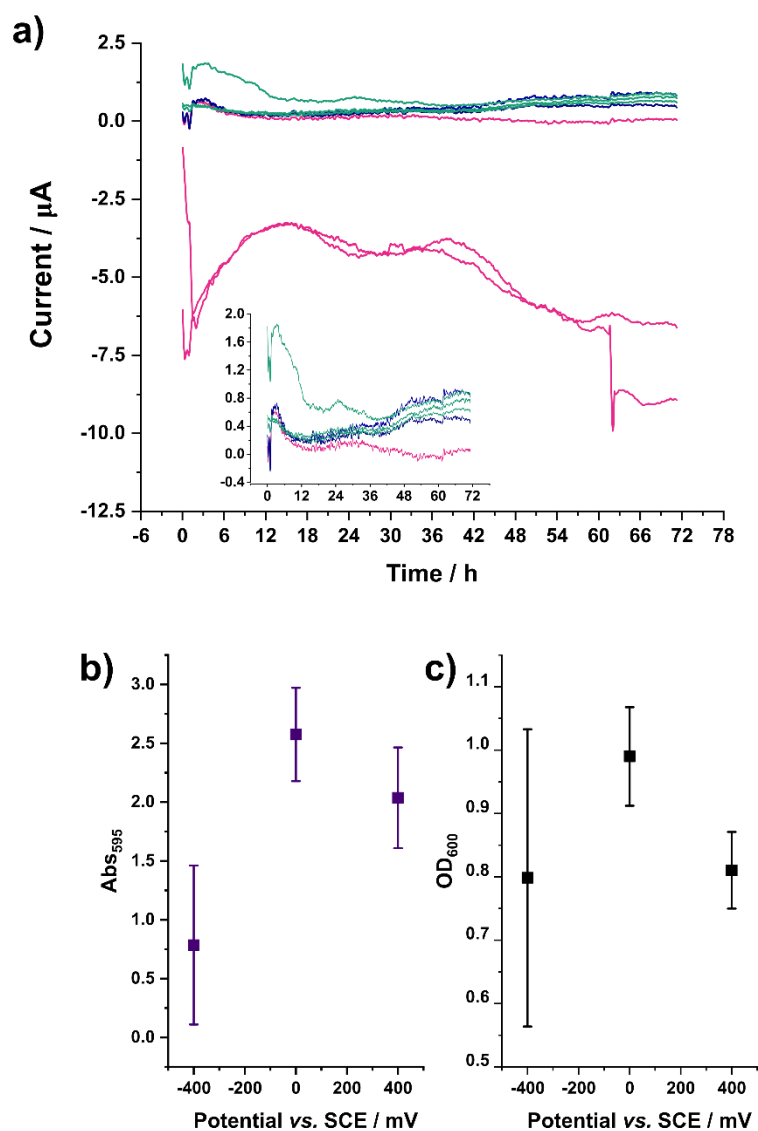 a)
2.5
0.0
-2.5
-5.0
-7.5
-10.0
-12.5
Current / μA
-6 0 6 12 18 24 30 36 42 48 54 60 66 72 78
Time / h
2.0
1.6
1.2
0.8
0.4
0.0
-0.4
0 12 24 36 48 60 72
b)
3.0
2.5
2.0
1.5
1.0
0.5
0.0
Abs595
-400 -200 0 200 400
Potential vs. SCE / mV
c)
1.1
1.0
0.9
0.8
0.7
0.6
0.5
OD600
-400 -200 0 200 400
Potential vs. SCE / mV